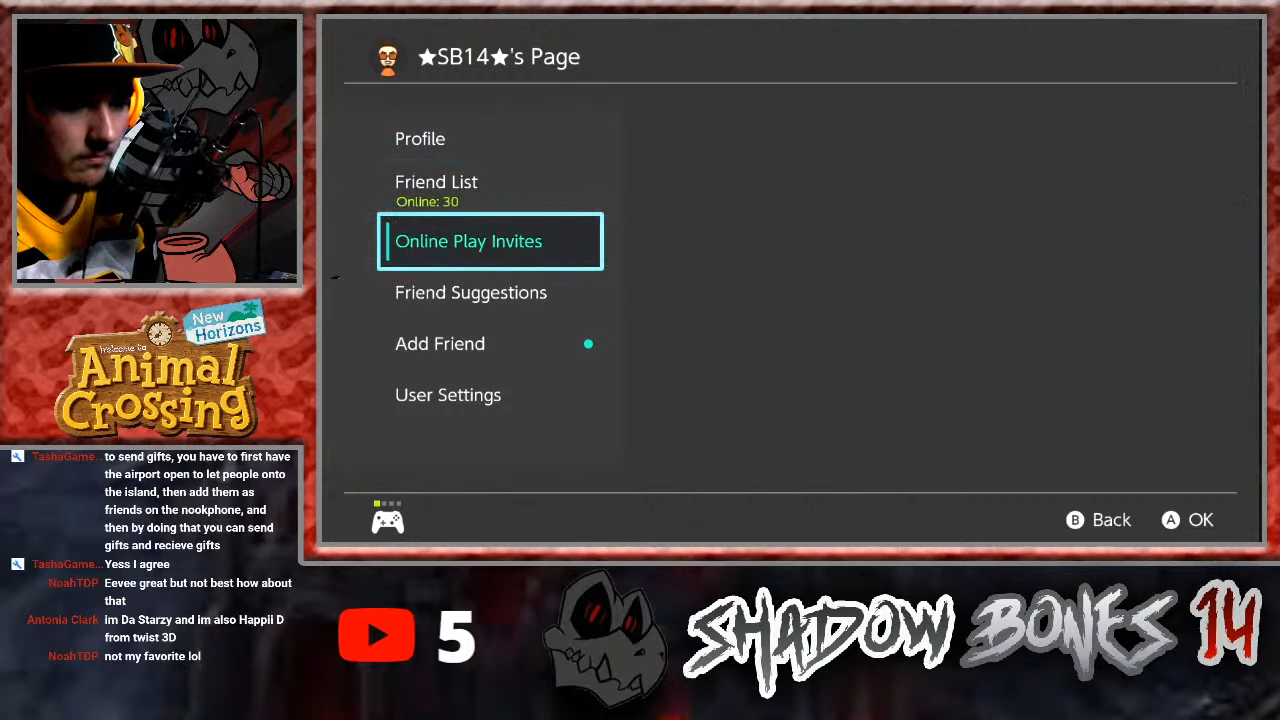 ★SB14★'s Page
Profile
Friend List
Online: 30
Online Play Invites
Friend Suggestions
Add Friend
User Settings
B Back
A OK
New
Horizons
Welcome to
Animal
Crossing
TashaGame... to send gifts, you have to first have
the airport open to let people onto
the island, then add them as
friends on the nookphone, and
then by doing that you can send
gifts and recieve gifts
TashaGame... Yess I agree
NoahTDP Eevee great but not best how about
that
Antonia Clark im Da Starzy and im also Happii D
from twist 3D
NoahTDP not my favorite lol
5
SHADOW BONES 14